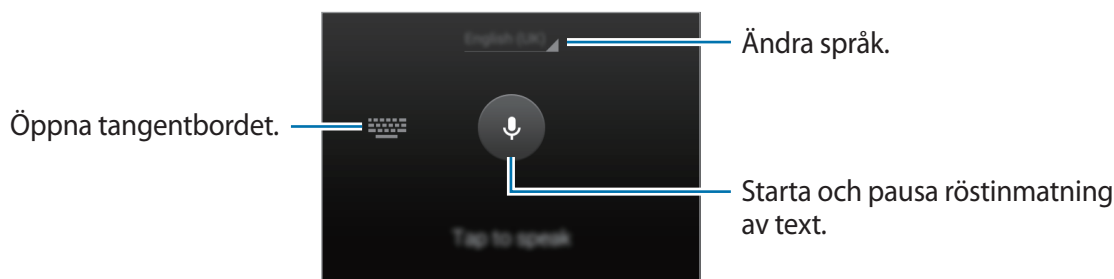 English (UK)
Ändra språk.
Öppna tangentbordet.
Starta och pausa röstinmatning
av text.
Tap to speak